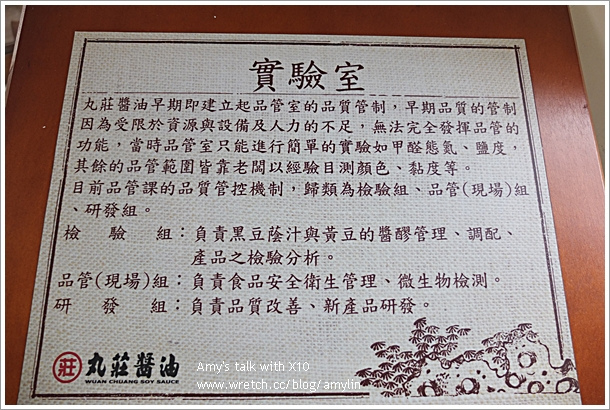 實驗室
丸莊醬油早期即建立起品管室的品質管制，早期品質的管制
因為受限於資源與設備及人力的不足，無法完全發揮品管的
功能，當時品管室只能進行簡單的實驗如甲醛態氮、鹽度，
其餘的品管範圍皆靠老闆以經驗目測顏色、黏度等。
目前品管課的品質管控機制，歸類為檢驗組、品管(現場)組
、研發組。
檢驗組：負責黑豆蔭汁與黃豆的醬醪管理、調配、
產品之檢驗分析。
品管(現場)組：負責食品安全衛生管理、微生物檢測。
研發組：負責品質改善、新產品研發。
莊 丸莊醬油
WUAN CHUANG SOY SAUCE
Amy's talk with X10
www.wretch.cc/blog/amylin